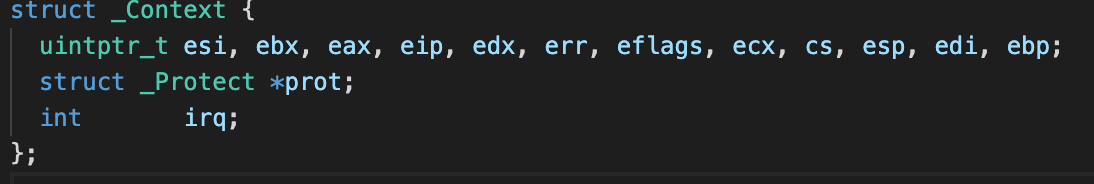 struct _Context {
  uintptr_t esi, ebx, eax, eip, edx, err, eflags, ecx, cs, esp, edi, ebp;
  struct _Protect *prot;
  int       irq;
};